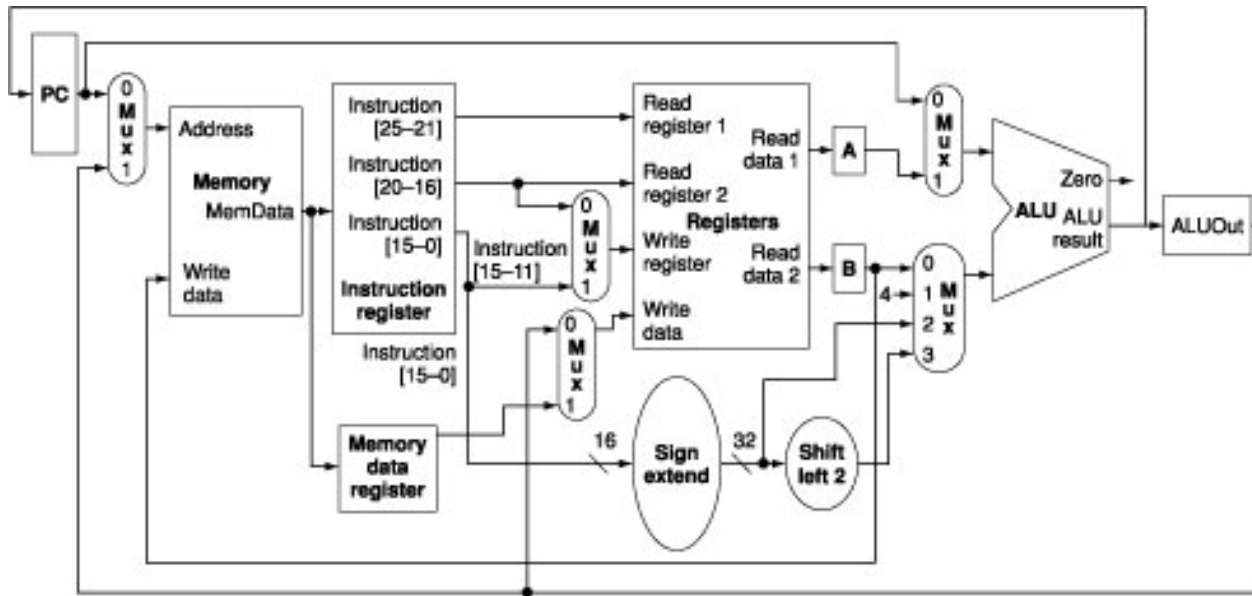 PC
0
M
u
x
1
Address
Memory
MemData
Write
data
Instruction
[25–21]
Instruction
[20–16]
Instruction
[15–0]
Instruction
register
Instruction
[15–11]
Instruction
[15–0]
Memory
data
register
0
M
u
x
1
0
M
u
x
1
Read
register 1
Read
register 2
Registers
Write
register
Write
data
Read
data 1
Read
data 2
16
Sign
extend
32
Shift
left 2
A
B
4
0
M
u
x
1
0
1
2
3
M
u
x
Zero
ALU
ALU
result
ALUOut